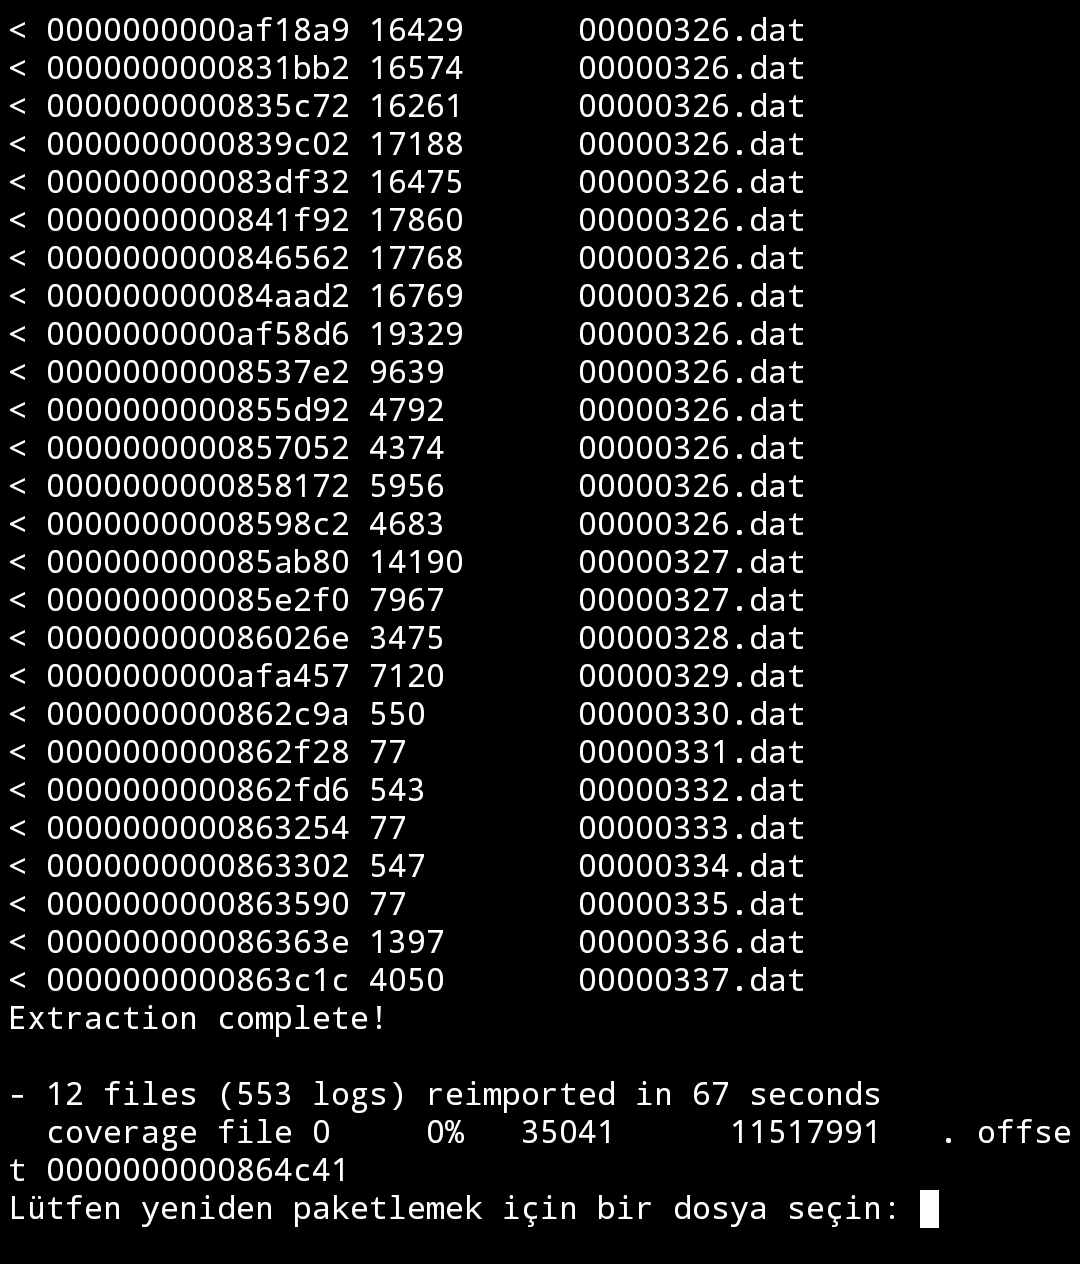 < 0000000000af18a9 16429      00000326.dat
< 0000000000831bb2 16574      00000326.dat
< 0000000000835c72 16261      00000326.dat
< 0000000000839c02 17188      00000326.dat
< 000000000083df32 16475      00000326.dat
< 0000000000841f92 17860      00000326.dat
< 0000000000846562 17768      00000326.dat
< 000000000084aad2 16769      00000326.dat
< 0000000000af58d6 19329      00000326.dat
< 00000000008537e2 9639       00000326.dat
< 0000000000855d92 4792       00000326.dat
< 0000000000857052 4374       00000326.dat
< 0000000000858172 5956       00000326.dat
< 00000000008598c2 4683       00000326.dat
< 000000000085ab80 14190      00000327.dat
< 000000000085e2f0 7967       00000327.dat
< 000000000086026e 3475       00000328.dat
< 0000000000afa457 7120       00000329.dat
< 0000000000862c9a 550        00000330.dat
< 0000000000862f28 77         00000331.dat
< 0000000000862fd6 543        00000332.dat
< 0000000000863254 77         00000333.dat
< 0000000000863302 547        00000334.dat
< 0000000000863590 77         00000335.dat
< 000000000086363e 1397       00000336.dat
< 0000000000863c1c 4050       00000337.dat
Extraction complete!
- 12 files (553 logs) reimported in 67 seconds
  coverage file 0     0%   35041      11517991   . offse
t 0000000000864c41
Lütfen yeniden paketlemek için bir dosya seçin: